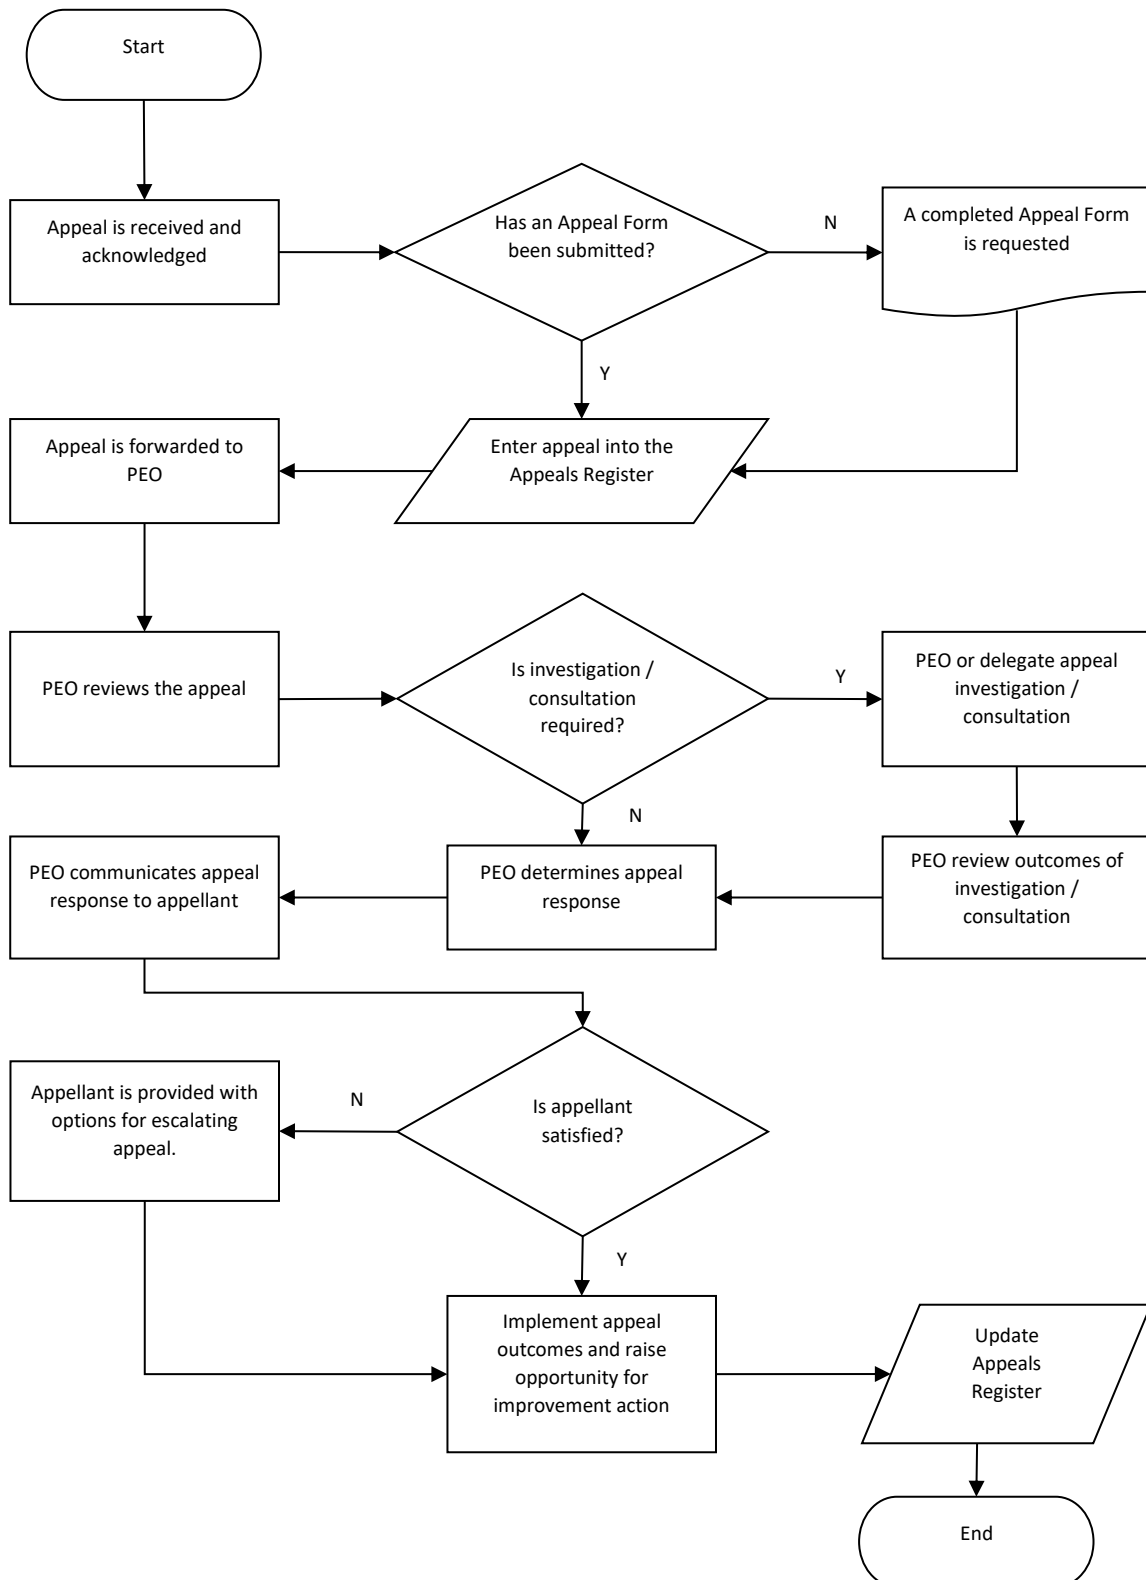 Start
Appeal is received and
acknowledged
Has an Appeal Form
been submitted?
N
A completed Appeal Form
is requested
Y
Appeal is forwarded to
PEO
Enter appeal into the
Appeals Register
PEO reviews the appeal
Is investigation /
consultation
required?
Y
PEO or delegate appeal
investigation /
consultation
N
PEO communicates appeal
response to appellant
PEO determines appeal
response
PEO review outcomes of
investigation /
consultation
Appellant is provided with
options for escalating
appeal.
N
Is appellant
satisfied?
Y
Implement appeal
outcomes and raise
opportunity for
improvement action
Update
Appeals
Register
End